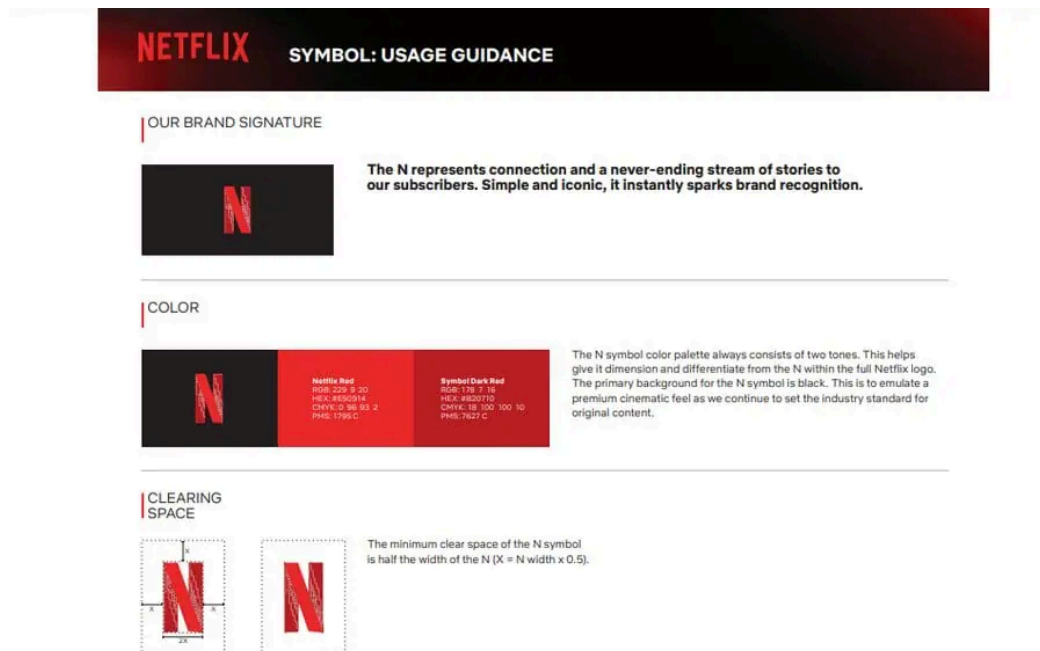 NETFLIX SYMBOL: USAGE GUIDANCE
OUR BRAND SIGNATURE
The N represents connection and a never-ending stream of stories to
our subscribers. Simple and iconic, it instantly sparks brand recognition.
N
COLOR
N
Netflix Red
RGB: 229 9 20
HEX: #E50914
CMYK: 0 96 93 2
PMS: 1795 C
Symbol Dark Red
RGB: 178 7 16
HEX: #B20710
CMYK: 18 100 100 10
PMS: 7627 C
The N symbol color palette always consists of two tones. This helps
give it dimension and differentiate from the N within the full Netflix logo.
The primary background for the N symbol is black. This is to emulate a
premium cinematic feel as we continue to set the industry standard for
original content.
CLEARING
SPACE
X
N
X X
2X
N
The minimum clear space of the N symbol
is half the width of the N (X = N width x 0.5).